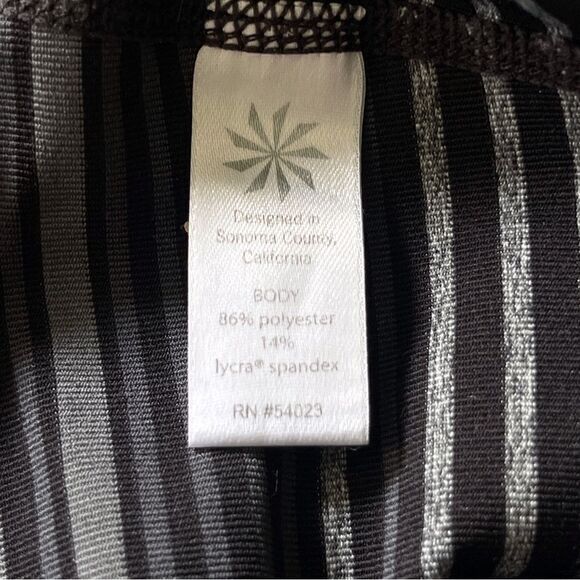 Designed in
Sonoma County,
California
BODY
86% polyester
14%
lycra® spandex
RN #54023